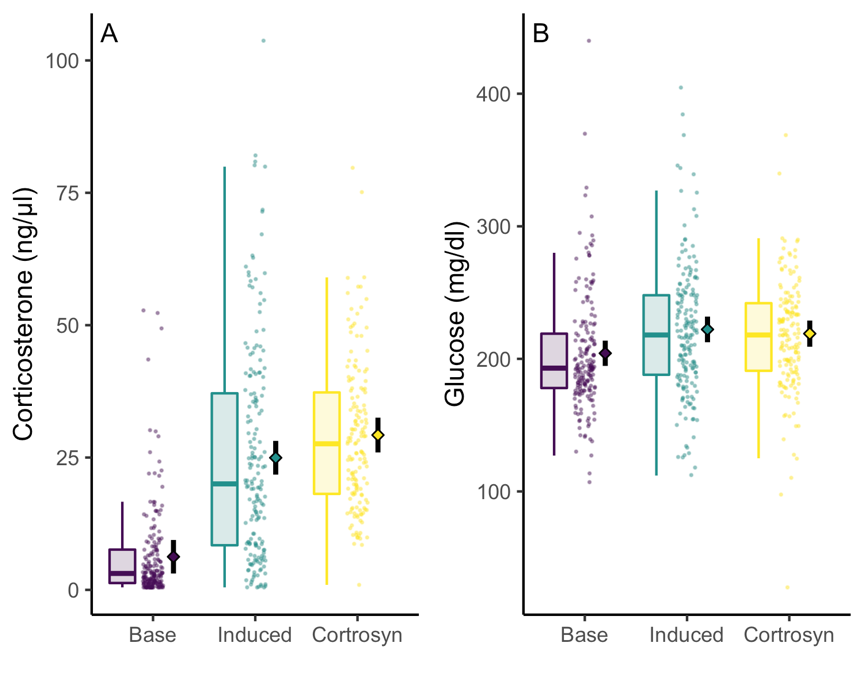 A
Corticosterone (ng/μl)
100
75
50
25
0
Base Induced Cortrosyn
B
Glucose (mg/dl)
400
300
200
100
Base Induced Cortrosyn